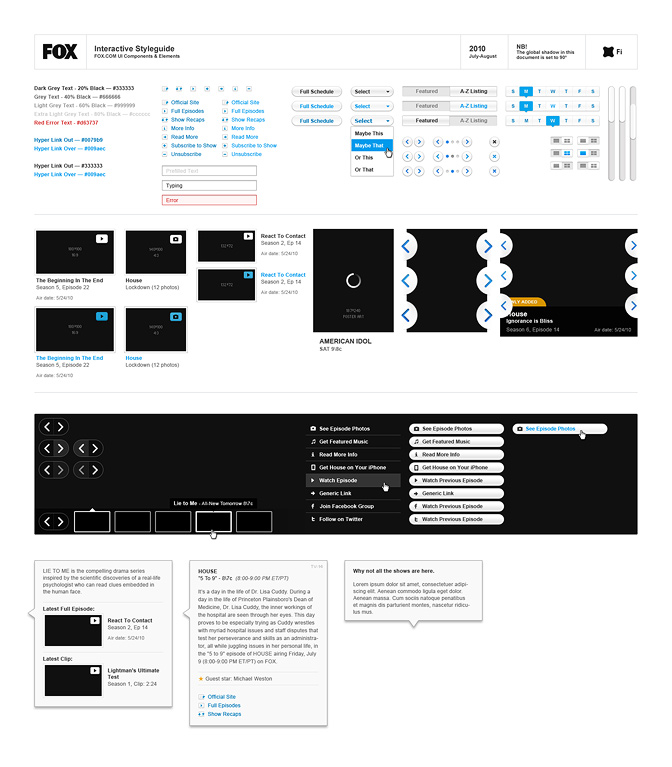 FOX
Interactive Styleguide
FOX.COM UI Components & Elements
2010
July-August
NB!
The global shadow in this
document is set to 90°
Fi
Dark Grey Text - 20% Black — #333333
Grey Text - 40% Black — #666666
Light Grey Text - 60% Black — #999999
Extra Light Grey Text - 80% Black — #cccccc
Red Error Text - #d63737
Hyper Link Out — #0079b9
Hyper Link Over — #009aec
Hyper Link Out — #333333
Hyper Link Over — #009aec
Official Site
Full Episodes
Show Recaps
More Info
Read More
Subscribe to Show
Unsubscribe
Official Site
Full Episodes
Show Recaps
More Info
Read More
Subscribe to Show
Unsubscribe
Prefilled Text
Typing
Error
Full Schedule
Full Schedule
Full Schedule
Select
Select
Select
Maybe This
Maybe That
Or This
Or That
Featured A-Z Listing
Featured A-Z Listing
Featured A-Z Listing
S M T W T F S
S M T W T F S
S M T W T F S
The Beginning In The End
Season 5, Episode 22
Air date: 5/24/10
House
Lockdown (12 photos)
React To Contact
Season 2, Ep 14
Air date: 5/24/10
React To Contact
Season 2, Ep 14
Air date: 5/24/10
The Beginning In The End
Season 5, Episode 22
Air date: 5/24/10
House
Lockdown (12 photos)
POSTER ART
AMERICAN IDOL
SAT 9\8c
ADDED
House
Ignorance is Bliss
Season 6, Episode 14
Air date: 5/24/10
See Episode Photos
Get Featured Music
Read More Info
Get House on Your iPhone
Watch Episode
Generic Link
Join Facebook Group
Follow on Twitter
See Episode Photos
Get Featured Music
Read More Info
Get House on Your iPhone
Watch Previous Episode
Generic Link
Watch Previous Episode
Watch Previous Episode
See Episode Photos
Lie to Me - All-New Tomorrow 8\7c
LIE TO ME is the compelling drama series
inspired by the scientific discoveries of a real-life
psychologist who can read clues embedded in
the human face.
Latest Full Episode:
React To Contact
Season 2, Ep 14
Air date: 5/24/10
Latest Clip:
Lightman's Ultimate
Test
Season 1, Clip: 2:24
HOUSE
"5 To 9" - 8\7c (8:00-9:00 PM ET/PT)
It's a day in the life of Dr. Lisa Cuddy. During a
day in the life of Princeton Plainsboro's Dean of
Medicine, Dr. Lisa Cuddy, the inner workings of
the hospital are seen through her eyes. This day
proves to be especially trying as Cuddy wrestles
with myriad hospital issues and staff disputes that
test her perseverance and skills as an administra-
tor, all while juggling issues in her personal life, in
the "5 to 9" episode of HOUSE airing Friday, July
9 (8:00-9:00 PM ET/PT) on FOX.
Guest star: Michael Weston
Official Site
Full Episodes
Show Recaps
Why not all the shows are here.
Lorem ipsum dolor sit amet, consectetuer adipi-
scing elit. Aenean commodo ligula eget dolor.
Aenean massa. Cum sociis natoque penatibus
et magnis dis parturient montes, nascetur ridicu-
lus mus.